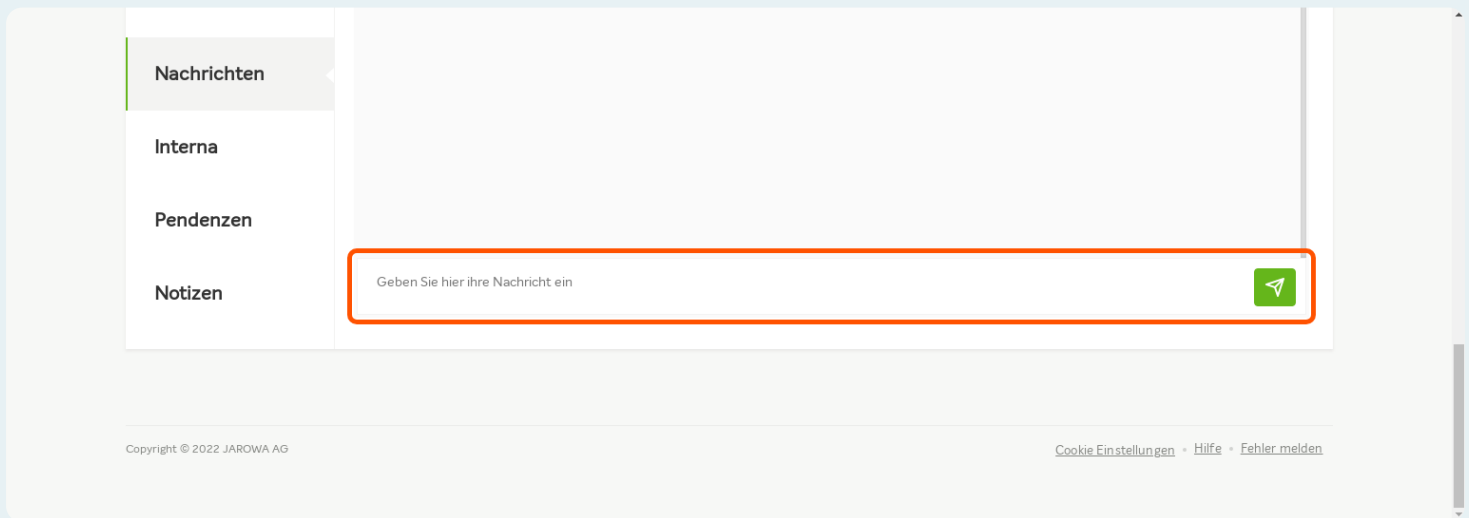 Nachrichten
Interna
Pendenzen
Notizen
Geben Sie hier ihre Nachricht ein
Copyright © 2022 JAROWA AG
Cookie Einstellungen • Hilfe • Fehler melden